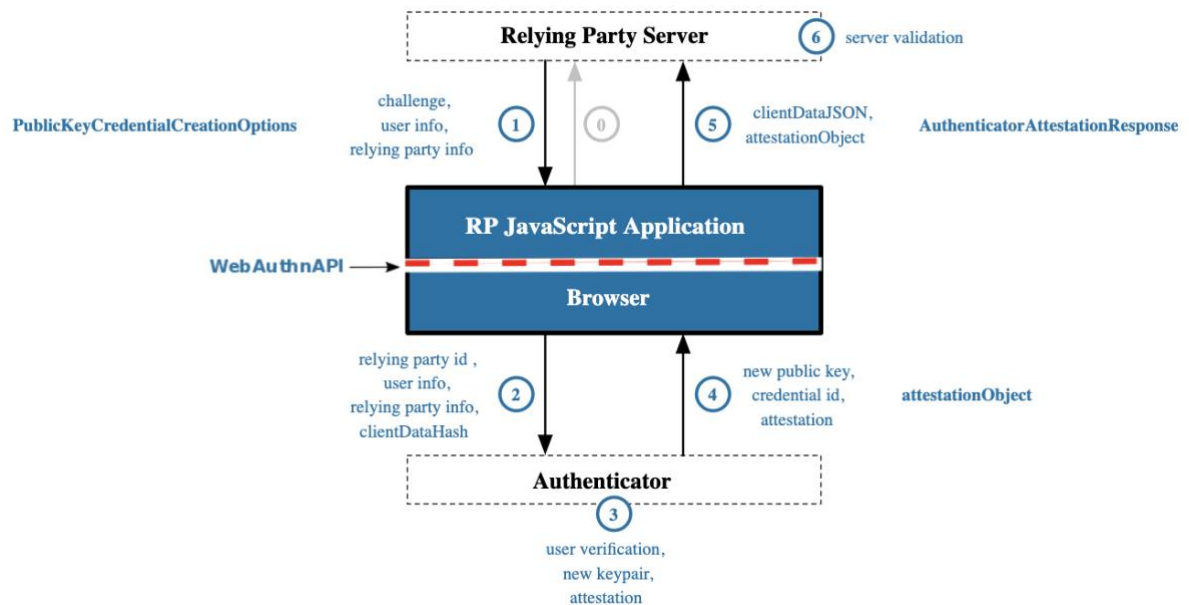 Relying Party Server
6
server validation
PublicKeyCredentialCreationOptions
challenge,
user info,
relying party info
1
0
5
clientDataJSON,
attestationObject
AuthenticatorAttestationResponse
RP JavaScript Application
WebAuthnAPI
Browser
relying party id ,
user info,
relying party info,
clientDataHash
2
4
new public key,
credential id,
attestation
attestationObject
Authenticator
3
user verification,
new keypair,
attestation